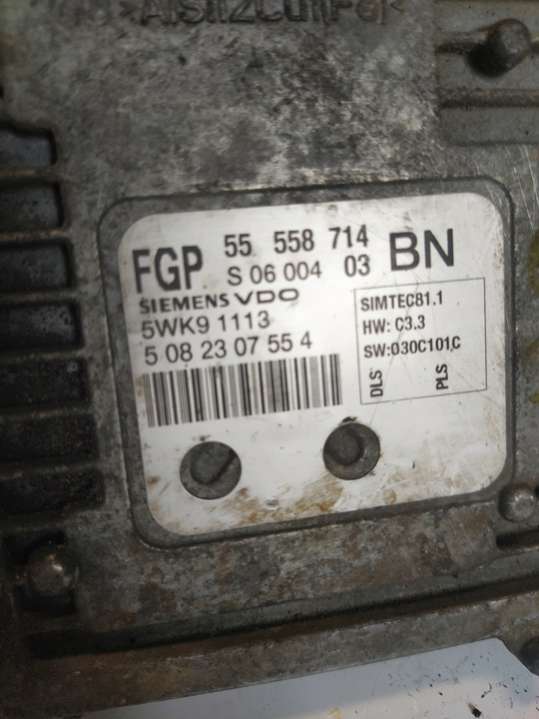 FGP 55 558 714 BN
S 06 004 03
SIEMENS VDO
5WK9 1113
5 08 23 07 55 4
SIMTEC81.1
HW: C3.3
SW:030C101C
DLS
PLS